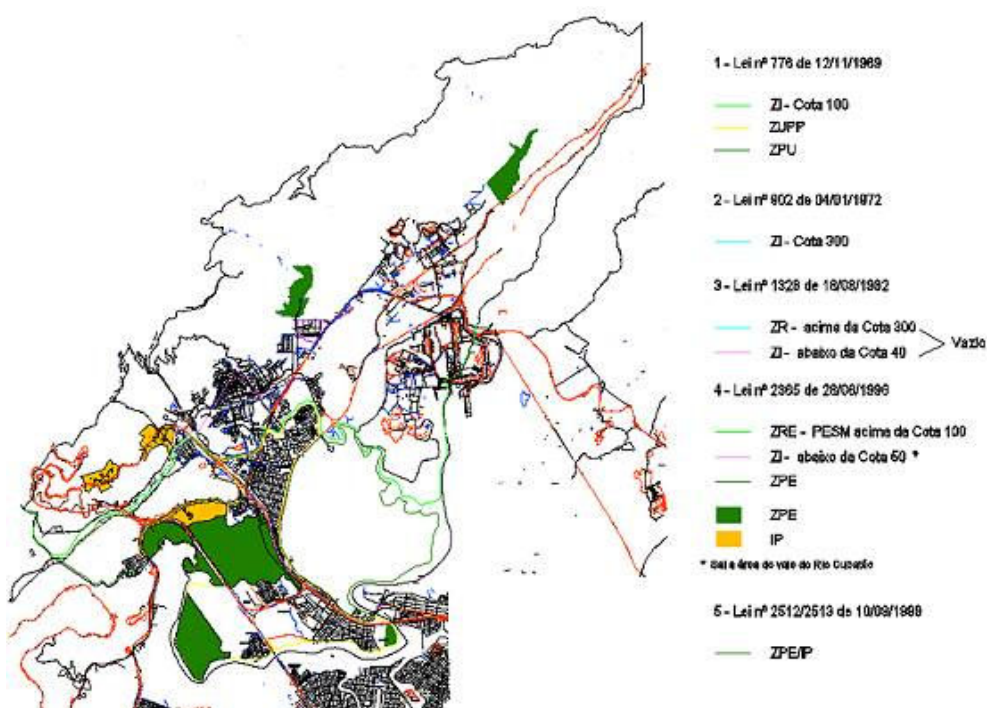 1 - Lei nº 776 de 12/11/1969
ZI - Cota 100
ZUPP
ZPU
2 - Lei nº 802 de 04/01/1972
ZI - Cota 300
3 - Lei nº 1328 de 18/08/1982
ZR - acima da Cota 300
ZI - abaixo da Cota 40
Vazio
4 - Lei nº 2365 de 28/06/1996
ZRE - PESM acima da Cota 100
ZI - abaixo da Cota 50 *
ZPE
ZPE
IP
* área do vale do Rio Cubatão
5 - Lei nº 2512/2513 de 10/09/1998
ZPE/IP